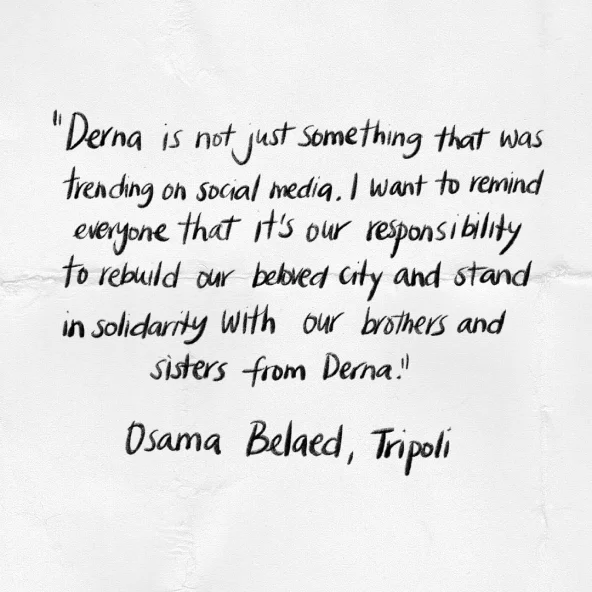 "Derna is not just something that was
trending on social media. I want to remind
everyone that it's our responsibility
to rebuild our beloved city and stand
in solidarity with our brothers and
sisters from Derna."
Osama Belaed, Tripoli